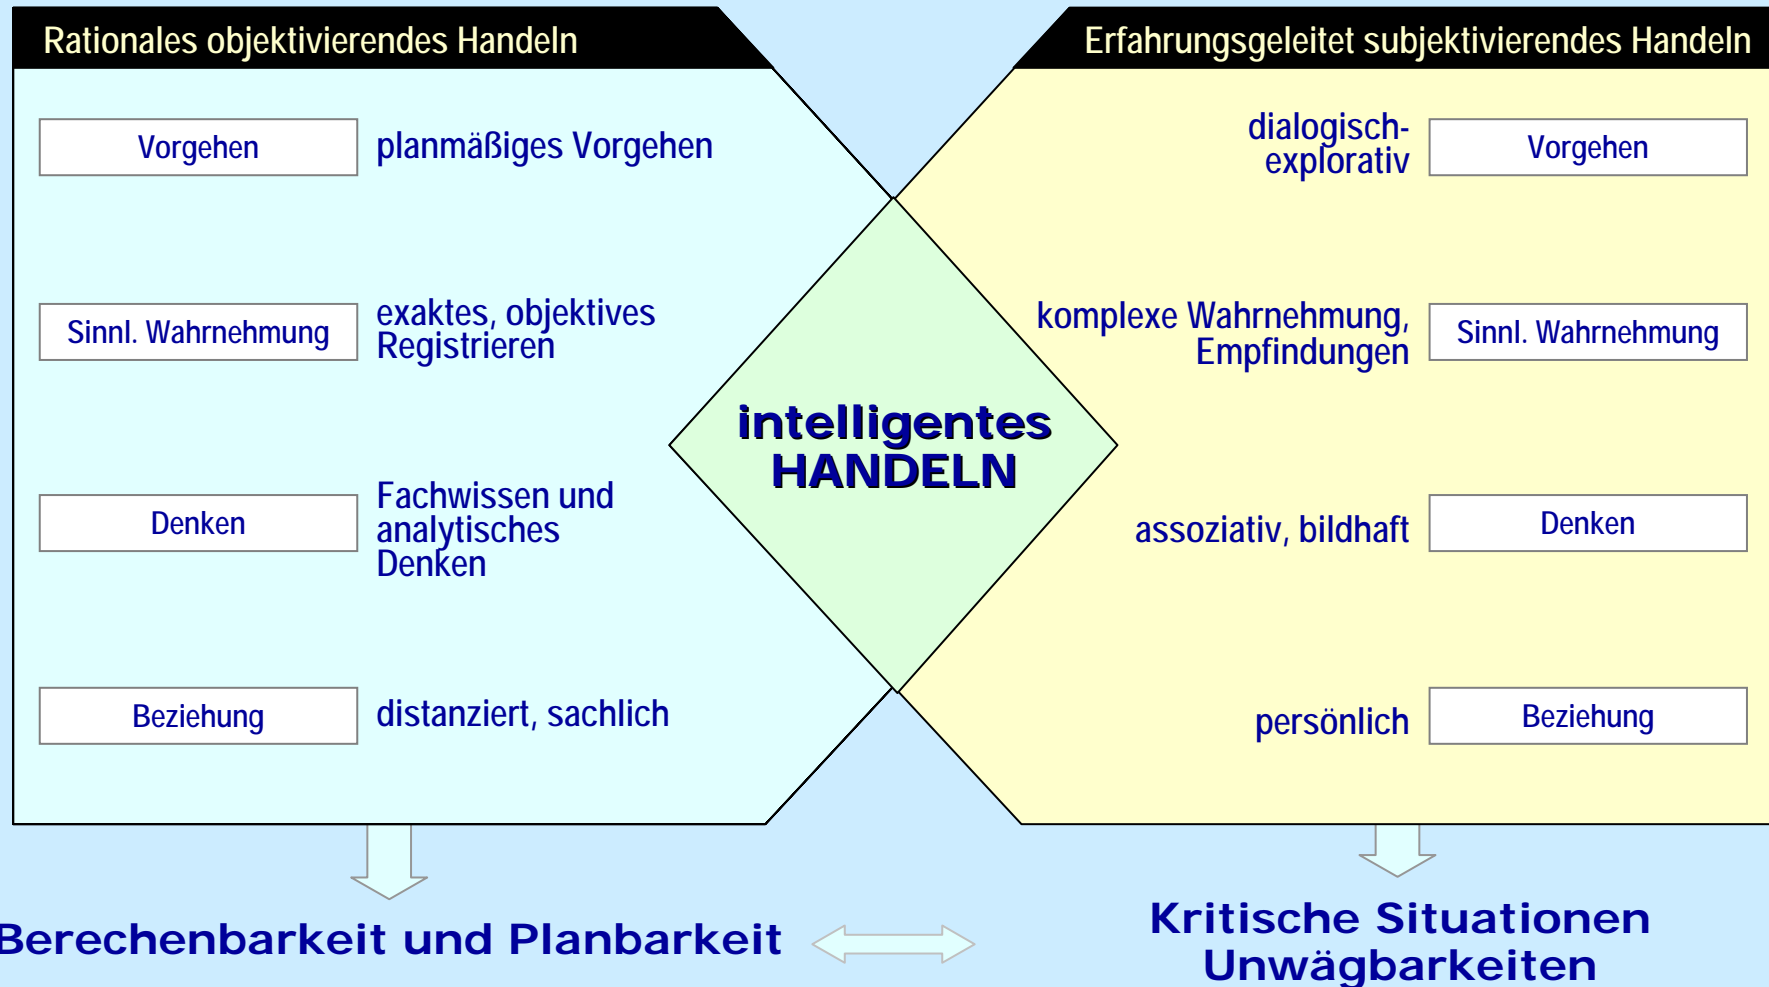 Rationales objektivierendes Handeln
Vorgehen
planmäßiges Vorgehen
Sinnl. Wahrnehmung
exaktes, objektives
Registrieren
Denken
Fachwissen und
analytisches
Denken
Beziehung
distanziert, sachlich
intelligentes
HANDELN
Erfahrungsgeleitet subjektivierendes Handeln
dialogisch-
explorativ
Vorgehen
komplexe Wahrnehmung,
Empfindungen
Sinnl. Wahrnehmung
assoziativ, bildhaft
Denken
persönlich
Beziehung
Berechenbarkeit und Planbarkeit
Kritische Situationen
Unwägbarkeiten